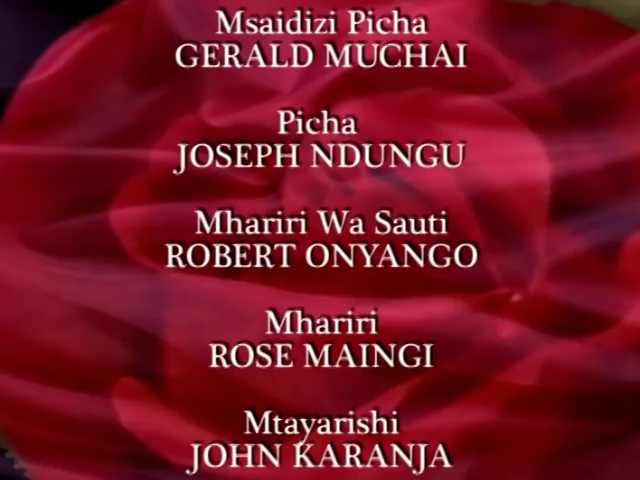 Msaidizi Picha
GERALD MUCHAI
Picha
JOSEPH NDUNGU
Mhariri Wa Sauti
ROBERT ONYANGO
Mhariri
ROSE MAINGI
Mtayarishi
JOHN KARANJA